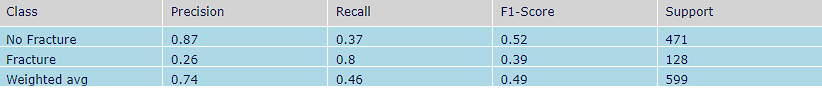 Class Precision Recall F1-Score Support
No Fracture 0.87 0.37 0.52 471
Fracture 0.26 0.8 0.39 128
Weighted avg 0.74 0.46 0.49 599